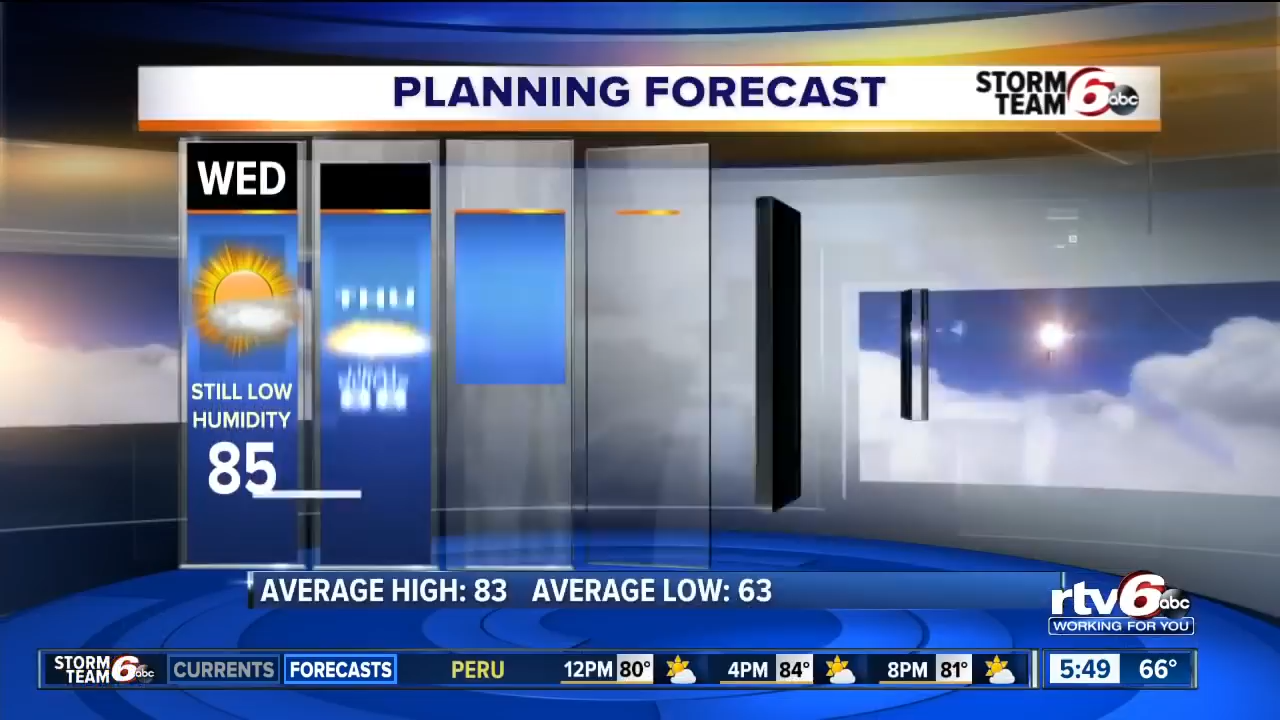 PLANNING FORECAST
STORM TEAM 6 abc
WED
STILL LOW
HUMIDITY
85
AVERAGE HIGH: 83 AVERAGE LOW: 63
rtv6 abc
WORKING FOR YOU
STORM TEAM 6 abc CURRENTS FORECASTS PERU 12PM 80° 4PM 84° 8PM 81° 5:49 66°